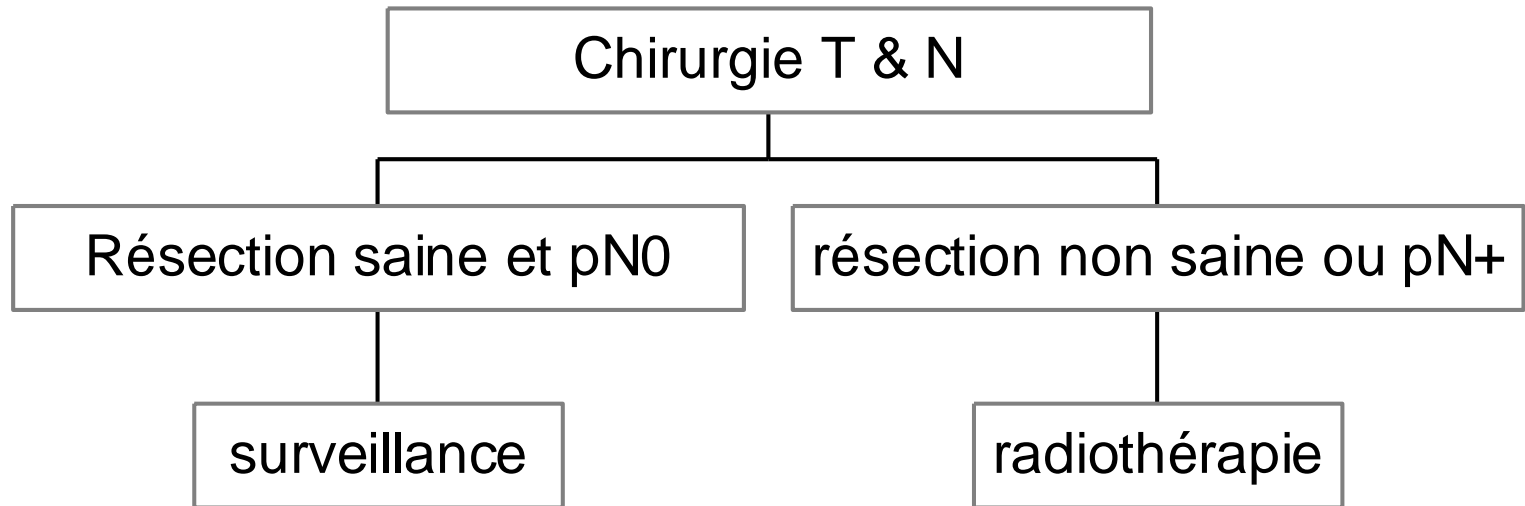 Chirurgie T & N
Résection saine et pN0
résection non saine ou pN+
surveillance
radiothérapie